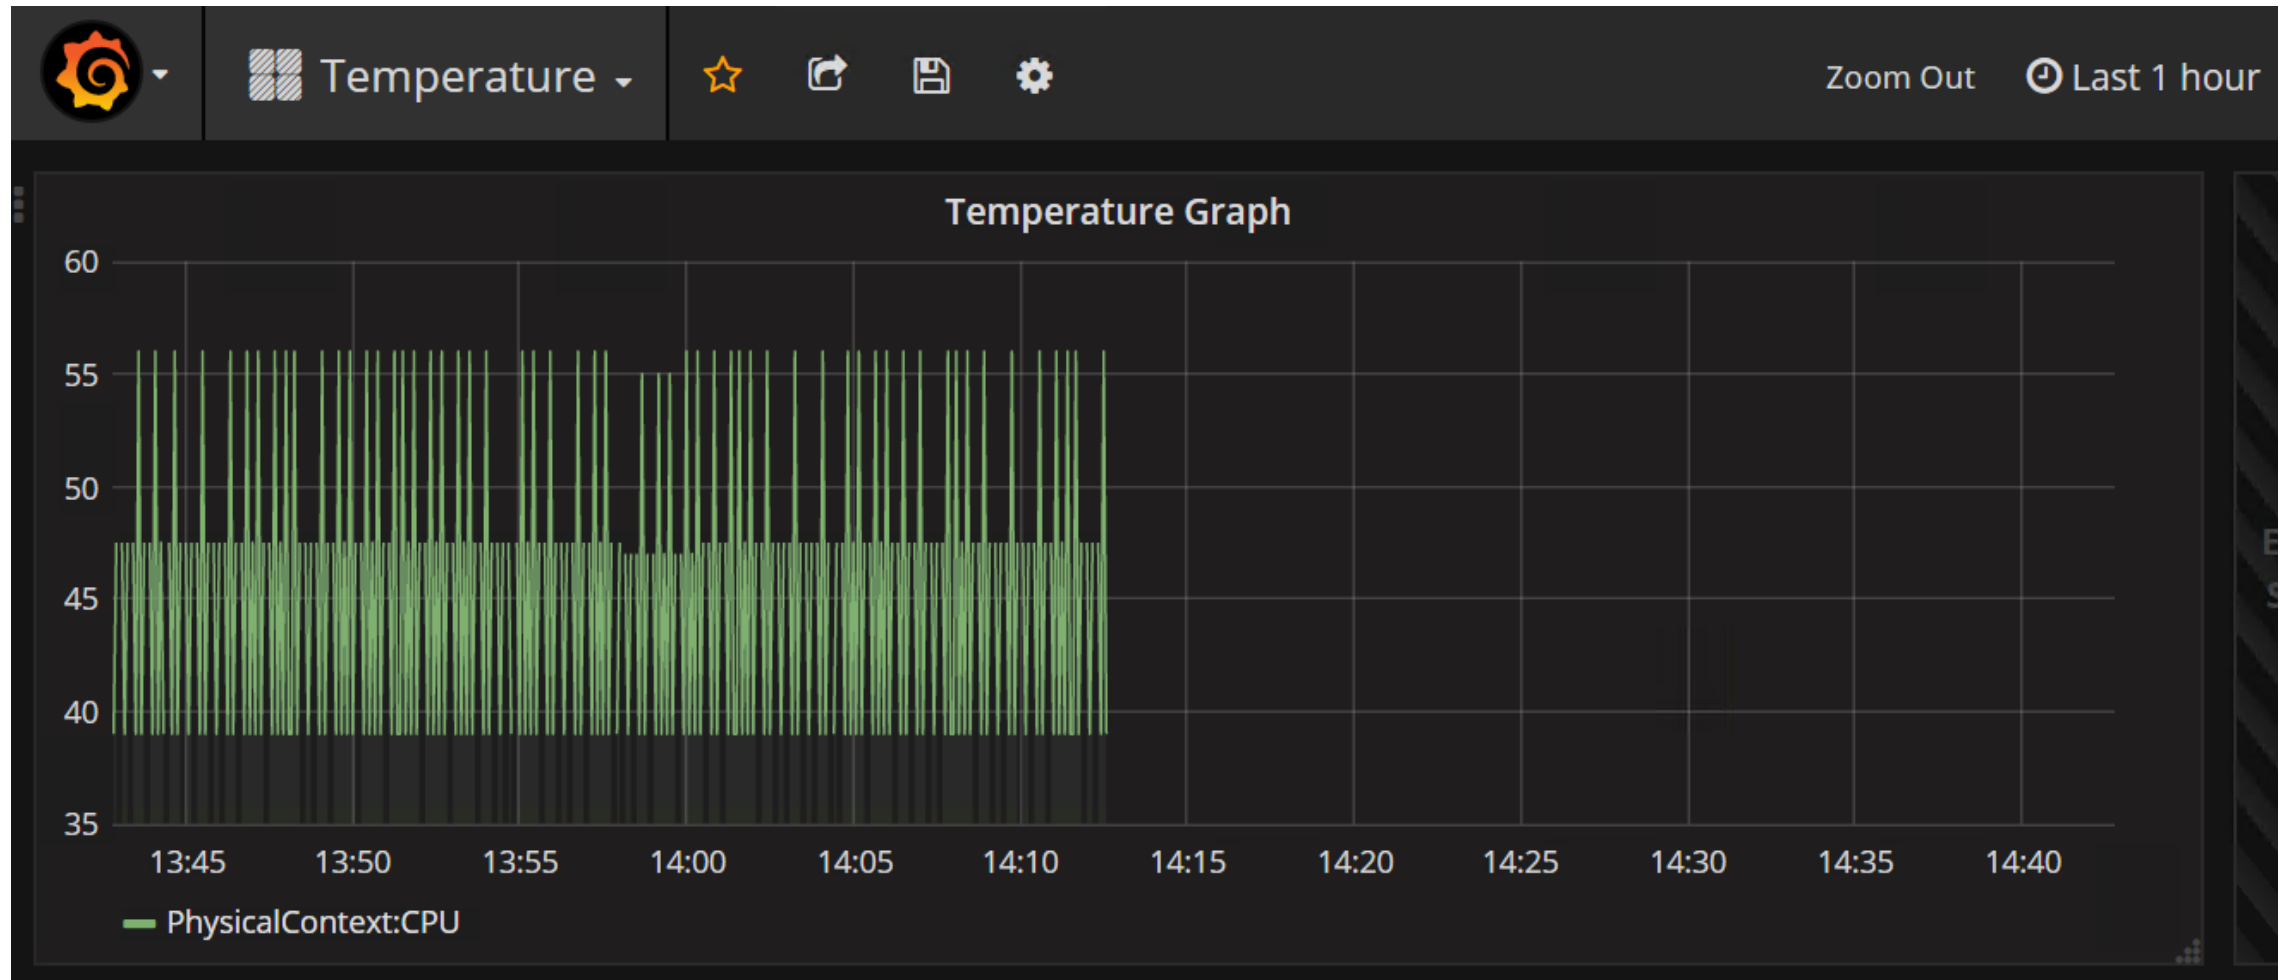 Temperature
Zoom Out
Last 1 hour
Temperature Graph
60
55
50
45
40
35
13:45 13:50 13:55 14:00 14:05 14:10 14:15 14:20 14:25 14:30 14:35 14:40
PhysicalContext:CPU